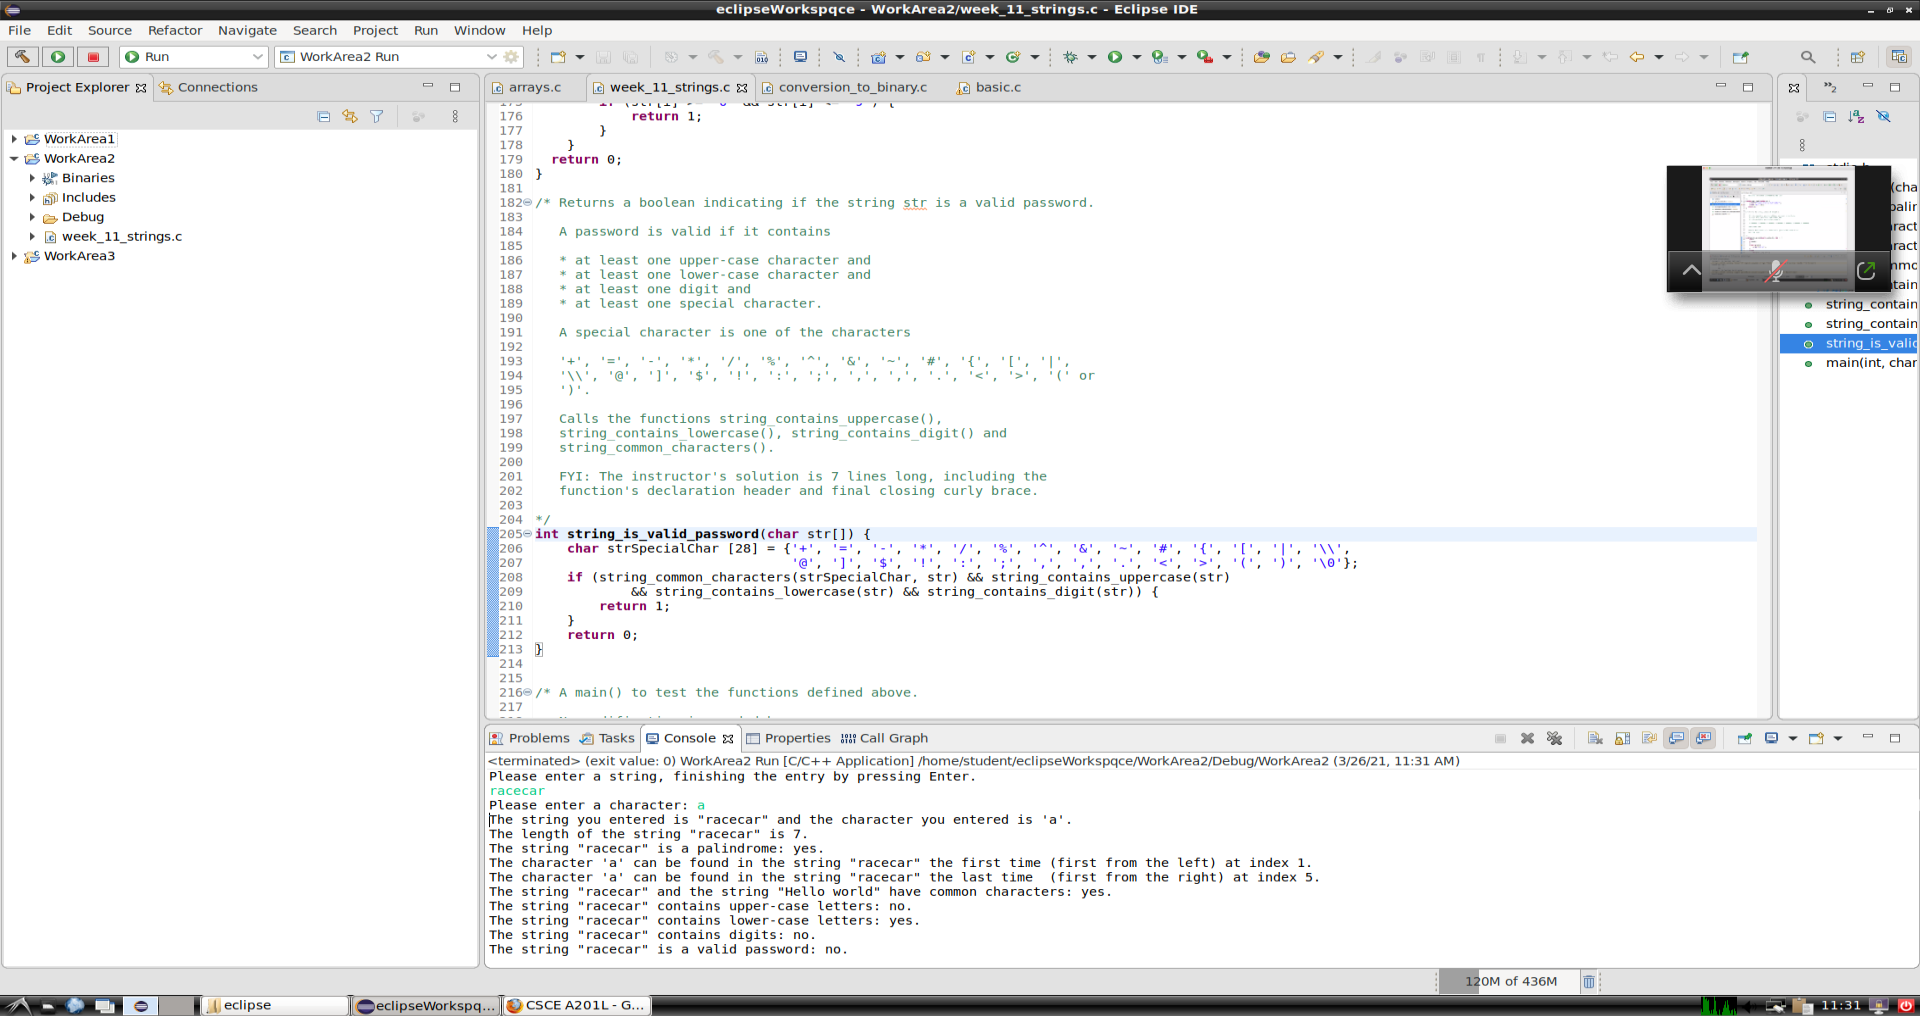 eclipseWorkspqce - WorkArea2/week_11_strings.c - Eclipse IDE
File Edit Source Refactor Navigate Search Project Run Window Help
Run WorkArea2 Run
Project Explorer Connections
WorkArea1
WorkArea2
Binaries
Includes
Debug
week_11_strings.c
WorkArea3
arrays.c week_11_strings.c conversion_to_binary.c basic.c
176 return 1;
177 }
178 }
179 return 0;
180 }
181
182 /* Returns a boolean indicating if the string str is a valid password.
183
184 A password is valid if it contains
185
186 * at least one upper-case character and
187 * at least one lower-case character and
188 * at least one digit and
189 * at least one special character.
190
191 A special character is one of the characters
192
193 '+', '=', '-', '*', '/', '%', '^', '&', '~', '#', '{', '[', '|',
194 '\\', '@', ']', '$', '!', ':', ';', ',', ',', '.', '<', '>', '(' or
195 ')'.
196
197 Calls the functions string_contains_uppercase(),
198 string_contains_lowercase(), string_contains_digit() and
199 string_common_characters().
200
201 FYI: The instructor's solution is 7 lines long, including the
202 function's declaration header and final closing curly brace.
203
204 */
205 int string_is_valid_password(char str[]) {
206 char strSpecialChar [28] = {'+', '=', '-', '*', '/', '%', '^', '&', '~', '#', '{', '[', '|', '\\',
207 '@', ']', '$', '!', ':', ';', ',', ',', '.', '<', '>', '(', ')', '\0'};
208 if (string_common_characters(strSpecialChar, str) && string_contains_uppercase(str)
209 && string_contains_lowercase(str) && string_contains_digit(str)) {
210 return 1;
211 }
212 return 0;
213 }
214
215
216 /* A main() to test the functions defined above.
217
string_contain
string_contain
string_is_valid
main(int, char
Problems Tasks Console Properties Call Graph
<terminated> (exit value: 0) WorkArea2 Run [C/C++ Application] /home/student/eclipseWorkspqce/WorkArea2/Debug/WorkArea2 (3/26/21, 11:31 AM)
Please enter a string, finishing the entry by pressing Enter.
racecar
Please enter a character: a
The string you entered is "racecar" and the character you entered is 'a'.
The length of the string "racecar" is 7.
The string "racecar" is a palindrome: yes.
The character 'a' can be found in the string "racecar" the first time (first from the left) at index 1.
The character 'a' can be found in the string "racecar" the last time (first from the right) at index 5.
The string "racecar" and the string "Hello world" have common characters: yes.
The string "racecar" contains upper-case letters: no.
The string "racecar" contains lower-case letters: yes.
The string "racecar" contains digits: no.
The string "racecar" is a valid password: no.
120M of 436M
eclipse eclipseWorkspq... CSCE A201L - G... 11:31